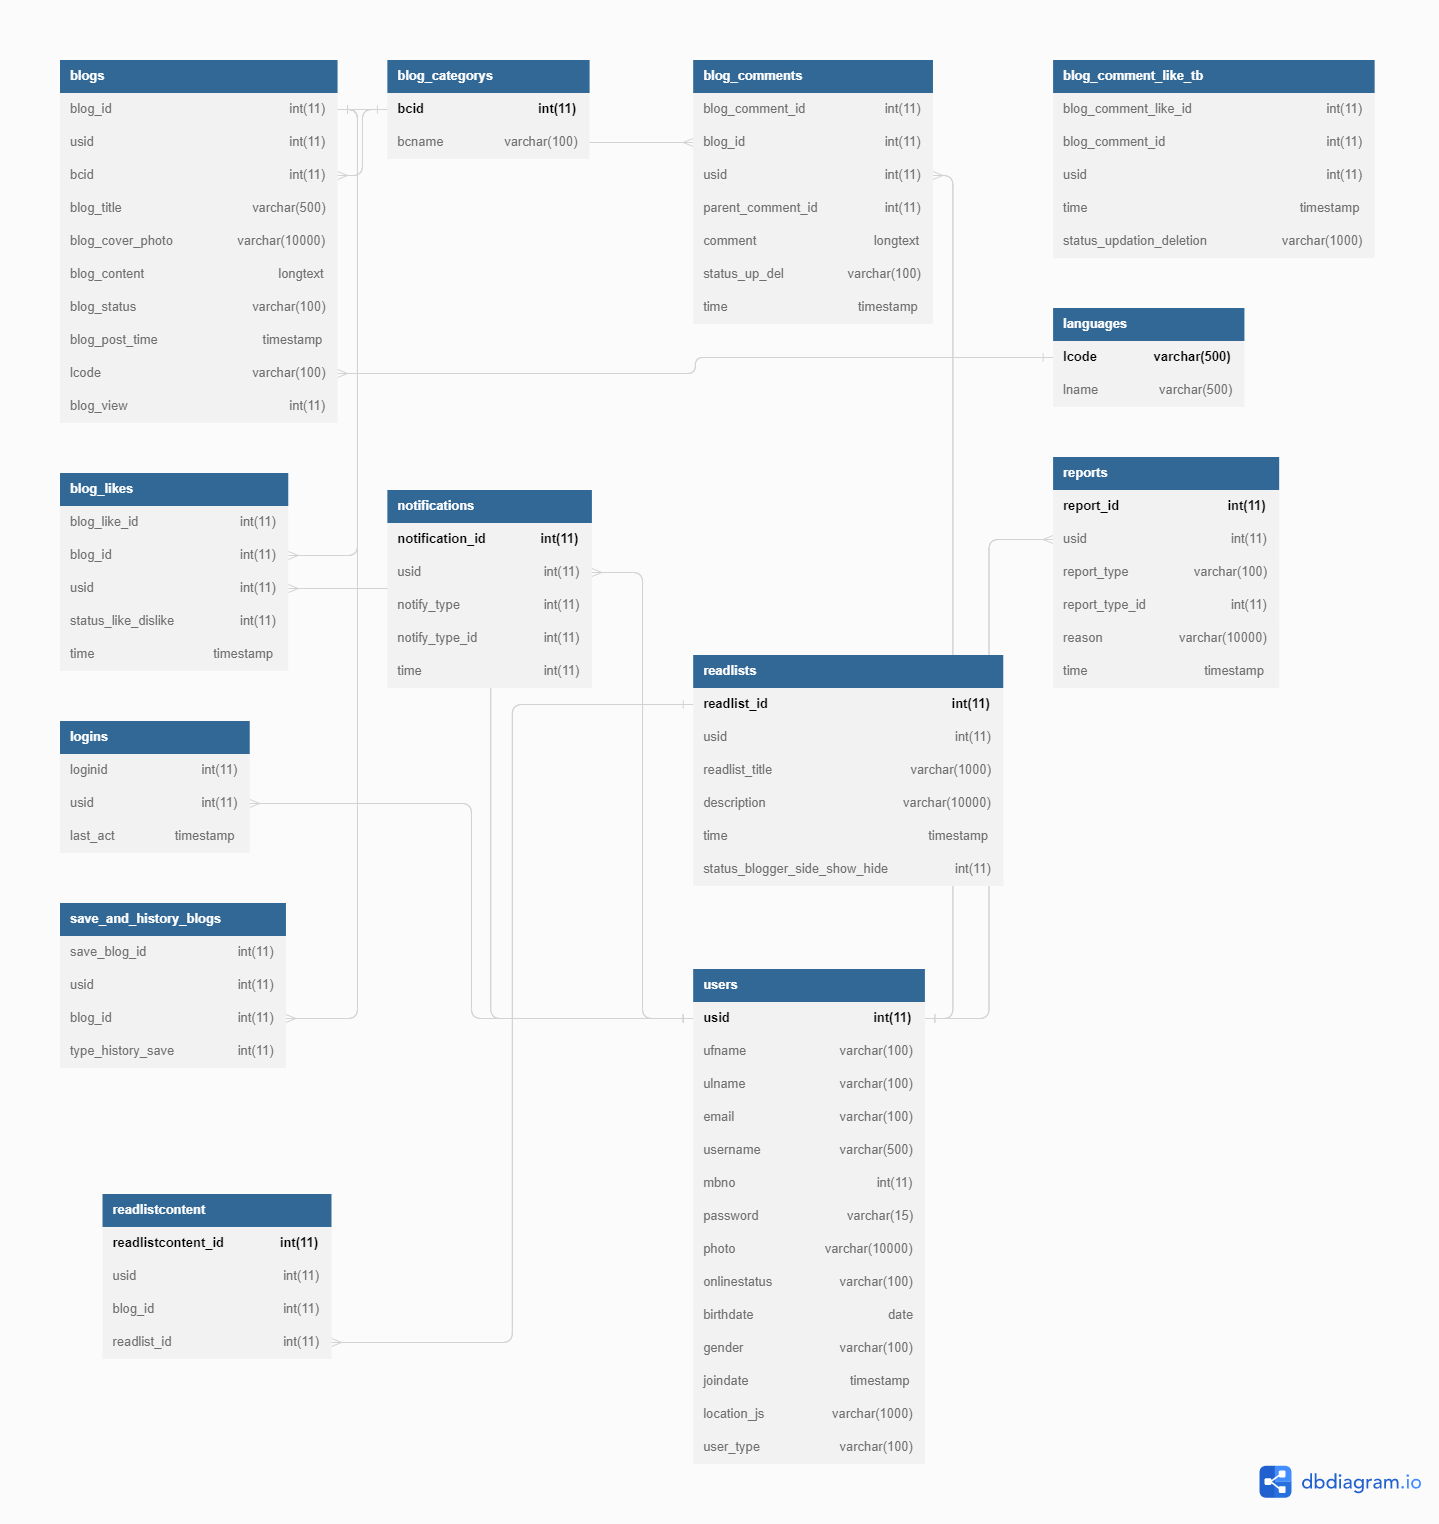 blogs
blog_id int(11)
usid int(11)
bcid int(11)
blog_title varchar(500)
blog_cover_photo varchar(10000)
blog_content longtext
blog_status varchar(100)
blog_post_time timestamp
lcode varchar(100)
blog_view int(11)
blog_categorys
bcid int(11)
bcname varchar(100)
blog_comments
blog_comment_id int(11)
blog_id int(11)
usid int(11)
parent_comment_id int(11)
comment longtext
status_up_del varchar(100)
time timestamp
blog_comment_like_tb
blog_comment_like_id int(11)
blog_comment_id int(11)
usid int(11)
time timestamp
status_updation_deletion varchar(1000)
languages
lcode varchar(500)
lname varchar(500)
blog_likes
blog_like_id int(11)
blog_id int(11)
usid int(11)
status_like_dislike int(11)
time timestamp
notifications
notification_id int(11)
usid int(11)
notify_type int(11)
notify_type_id int(11)
time int(11)
reports
report_id int(11)
usid int(11)
report_type varchar(100)
report_type_id int(11)
reason varchar(10000)
time timestamp
readlists
readlist_id int(11)
usid int(11)
readlist_title varchar(1000)
description varchar(10000)
time timestamp
status_blogger_side_show_hide int(11)
logins
loginid int(11)
usid int(11)
last_act timestamp
save_and_history_blogs
save_blog_id int(11)
usid int(11)
blog_id int(11)
type_history_save int(11)
users
usid int(11)
ufname varchar(100)
ulname varchar(100)
email varchar(100)
username varchar(500)
mbno int(11)
password varchar(15)
photo varchar(10000)
onlinestatus varchar(100)
birthdate date
gender varchar(100)
joindate timestamp
location_js varchar(1000)
user_type varchar(100)
readlistcontent
readlistcontent_id int(11)
usid int(11)
blog_id int(11)
readlist_id int(11)
dbdiagram.io